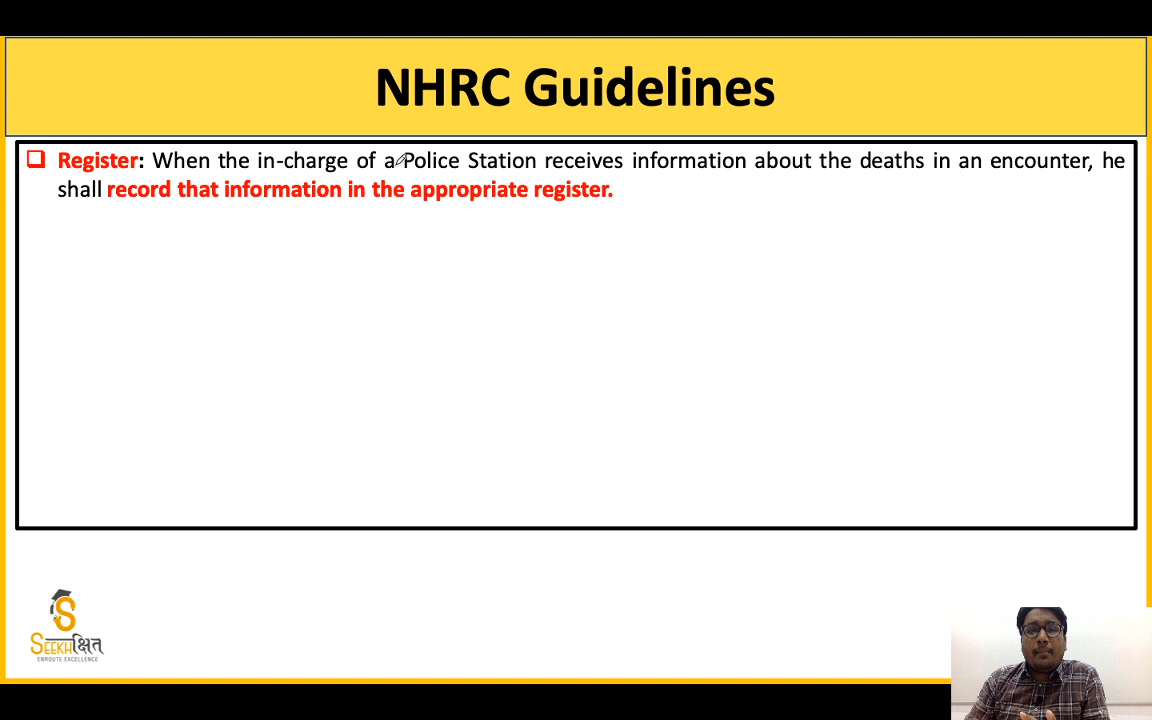 NHRC Guidelines
Register: When the in-charge of a Police Station receives information about the deaths in an encounter, he
shall record that information in the appropriate register.
S
SEEKHक्षित
ENROUTE EXCELLENCE